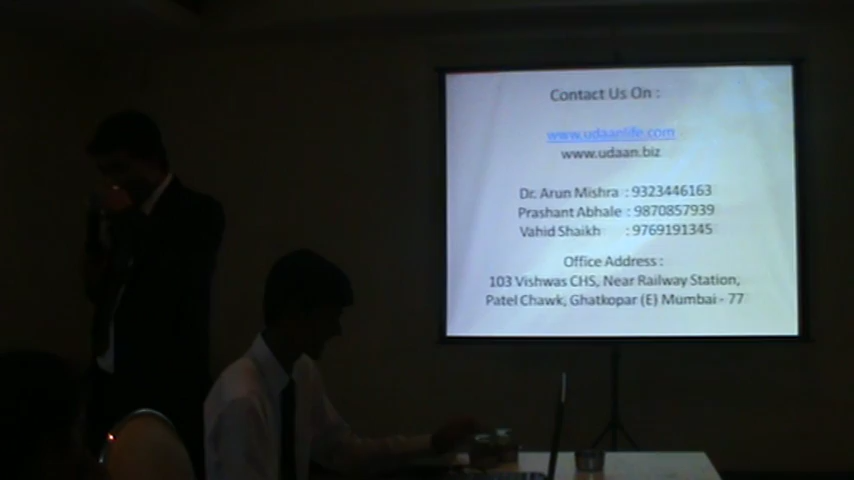 Contact Us On :
www.udaanlife.com
www.udaan.biz
Dr. Arun Mishra : 9323446163
Prashant Abhale : 9870857939
Vahid Shaikh : 9769191345
Office Address :
103 Vishwas CHS, Near Railway Station,
Patel Chawk, Ghatkopar (E) Mumbai - 77